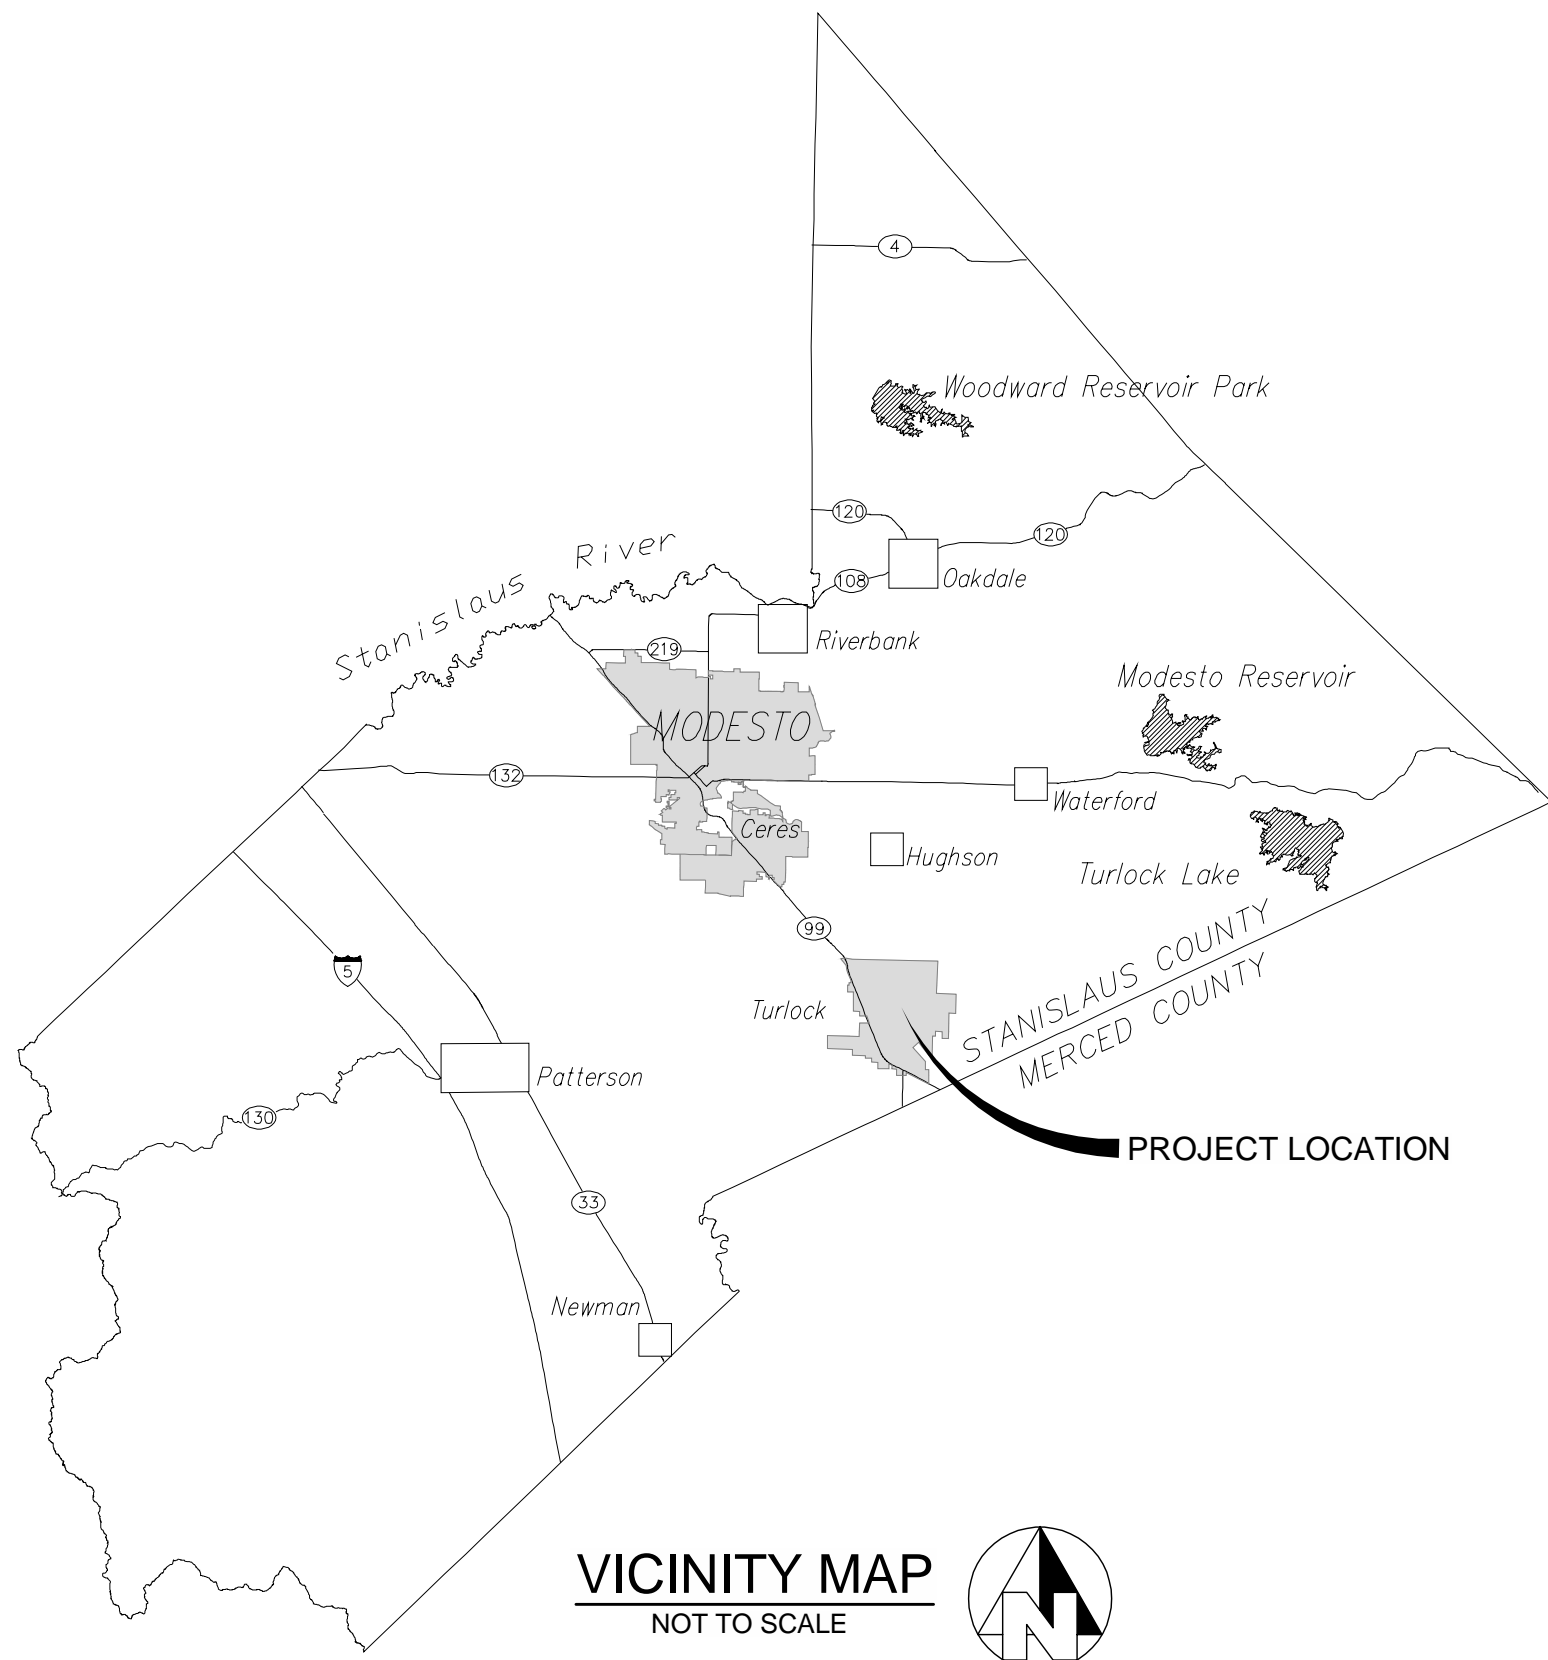 4
Woodward Reservoir Park
120
120
Stanislaus River
108
Oakdale
219
Riverbank
Modesto Reservoir
MODESTO
132
Waterford
Ceres
Hughson
Turlock Lake
99
5
STANISLAUS COUNTY
MERCED COUNTY
Turlock
Patterson
130
PROJECT LOCATION
33
Newman
VICINITY MAP
NOT TO SCALE
N